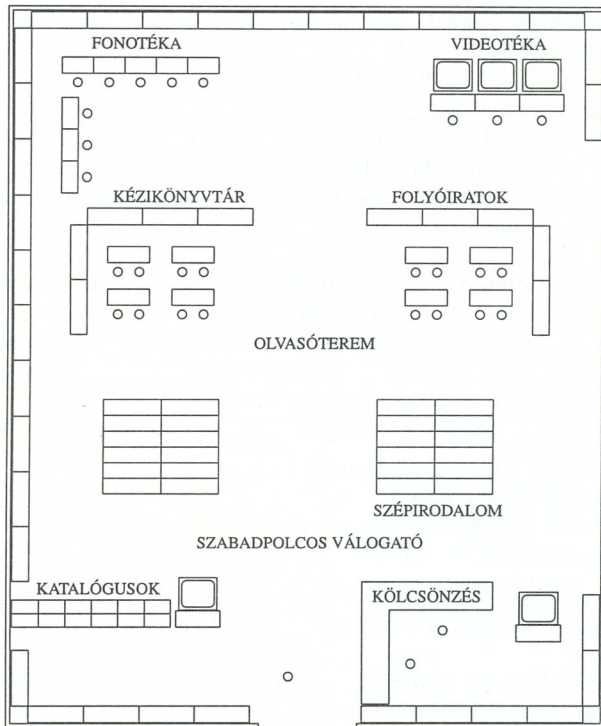 FONOTÉKA
VIDEOTÉKA
KÉZIKÖNYVTÁR
FOLYÓIRATOK
OLVASÓTEREM
SZÉPIRODALOM
SZABADPOLCOS VÁLOGATÓ
KATALÓGUSOK
KÖLCSÖNZÉS